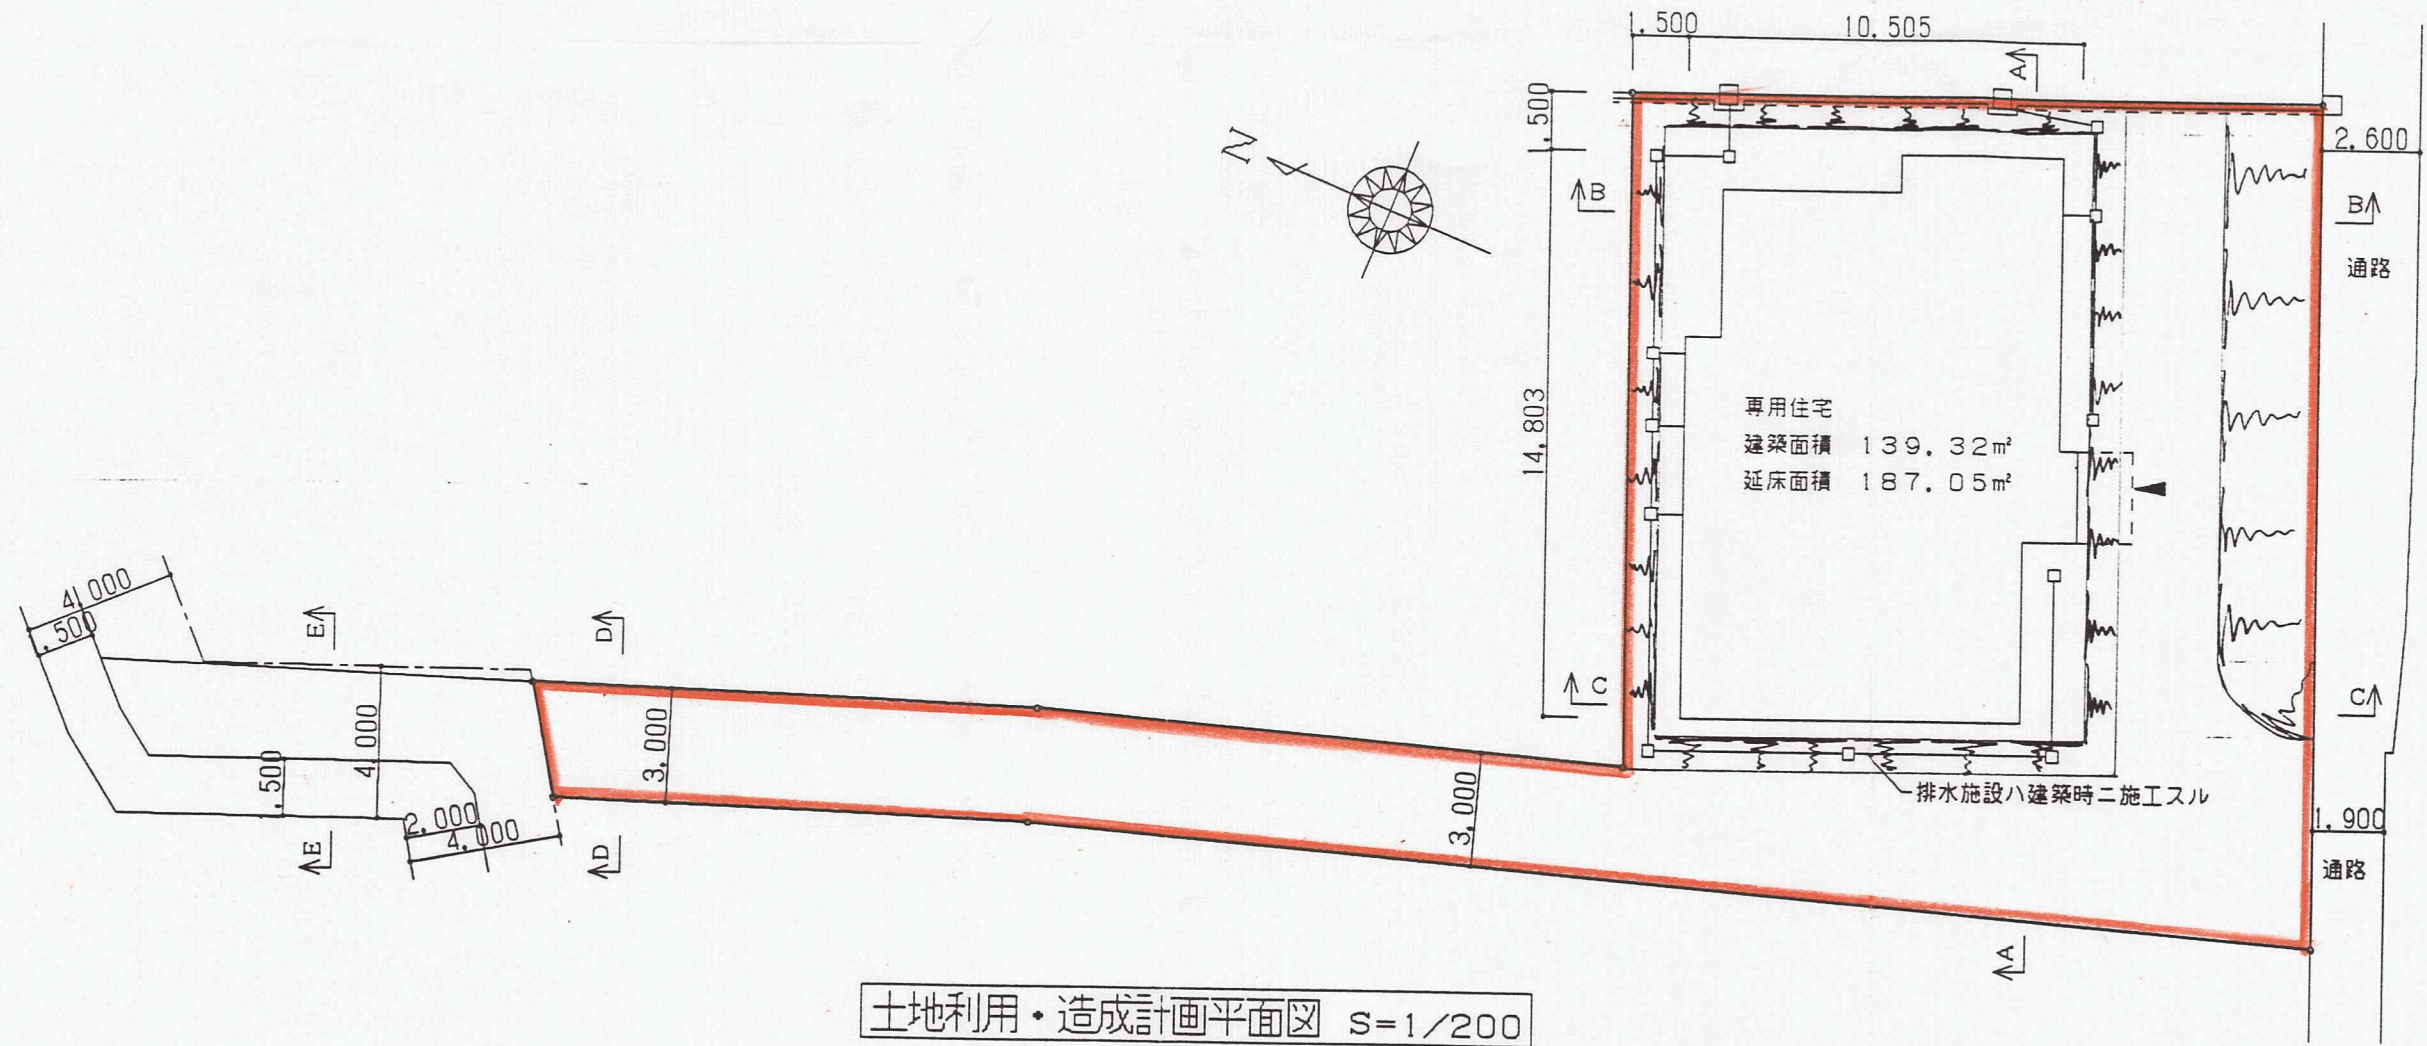 1.500
10.505
A
1.500
2.600
N
B
B
通路
14.803
専用住宅
建築面積 139.32㎡
延床面積 187.05㎡
4.000
.500
E
D
C
C
3.000
4.000
.500
3.000
排水施設ハ建築時ニ施工スル
2.000
4.000
1.900
E
D
通路
A
土地利用・造成計画平面図 S=1/200